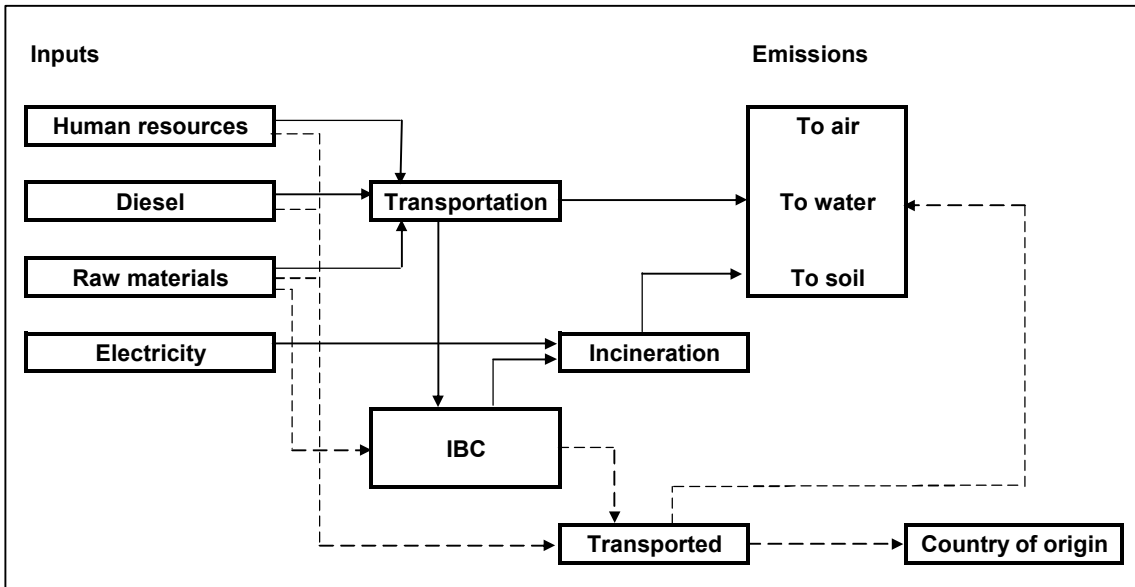 Inputs
Emissions
Human resources
To air
Diesel
Transportation
To water
Raw materials
To soil
Electricity
Incineration
IBC
Transported
Country of origin